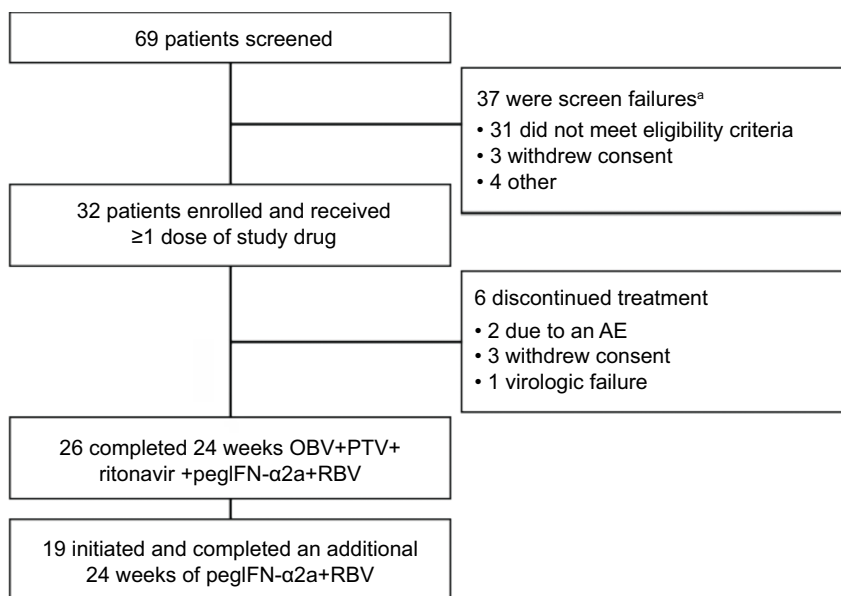 69 patients screened
37 were screen failuresª
• 31 did not meet eligibility criteria
• 3 withdrew consent
• 4 other
32 patients enrolled and received
≥1 dose of study drug
6 discontinued treatment
• 2 due to an AE
• 3 withdrew consent
• 1 virologic failure
26 completed 24 weeks OBV+PTV+
ritonavir +pegIFN-α2a+RBV
19 initiated and completed an additional
24 weeks of pegIFN-α2a+RBV